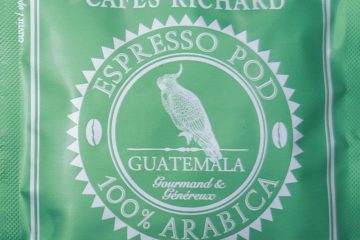 CAFÉS RICHARD
ESPRESSO POD
GUATEMALA
Gourmand &
Généreux
100% ARABICA